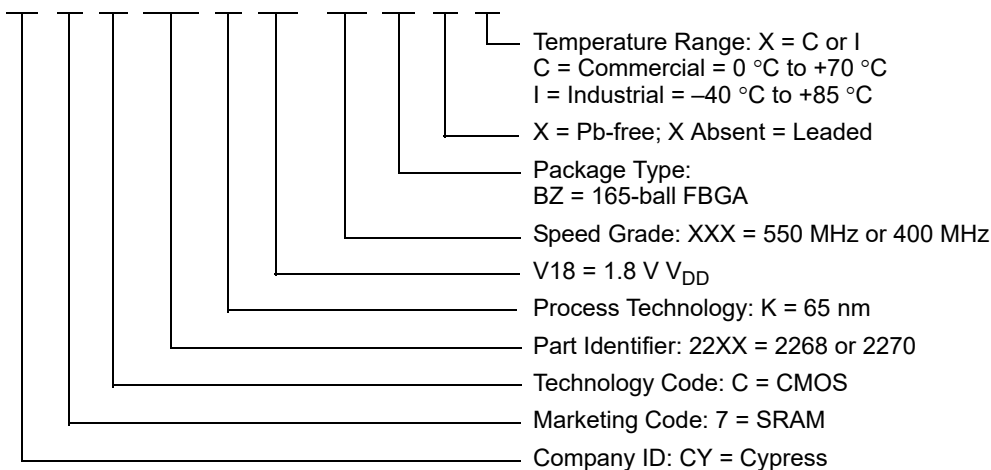 Temperature Range: X = C or I
C = Commercial = 0 °C to +70 °C
I = Industrial = –40 °C to +85 °C
X = Pb-free; X Absent = Leaded
Package Type:
BZ = 165-ball FBGA
Speed Grade: XXX = 550 MHz or 400 MHz
V18 = 1.8 V VDD
Process Technology: K = 65 nm
Part Identifier: 22XX = 2268 or 2270
Technology Code: C = CMOS
Marketing Code: 7 = SRAM
Company ID: CY = Cypress